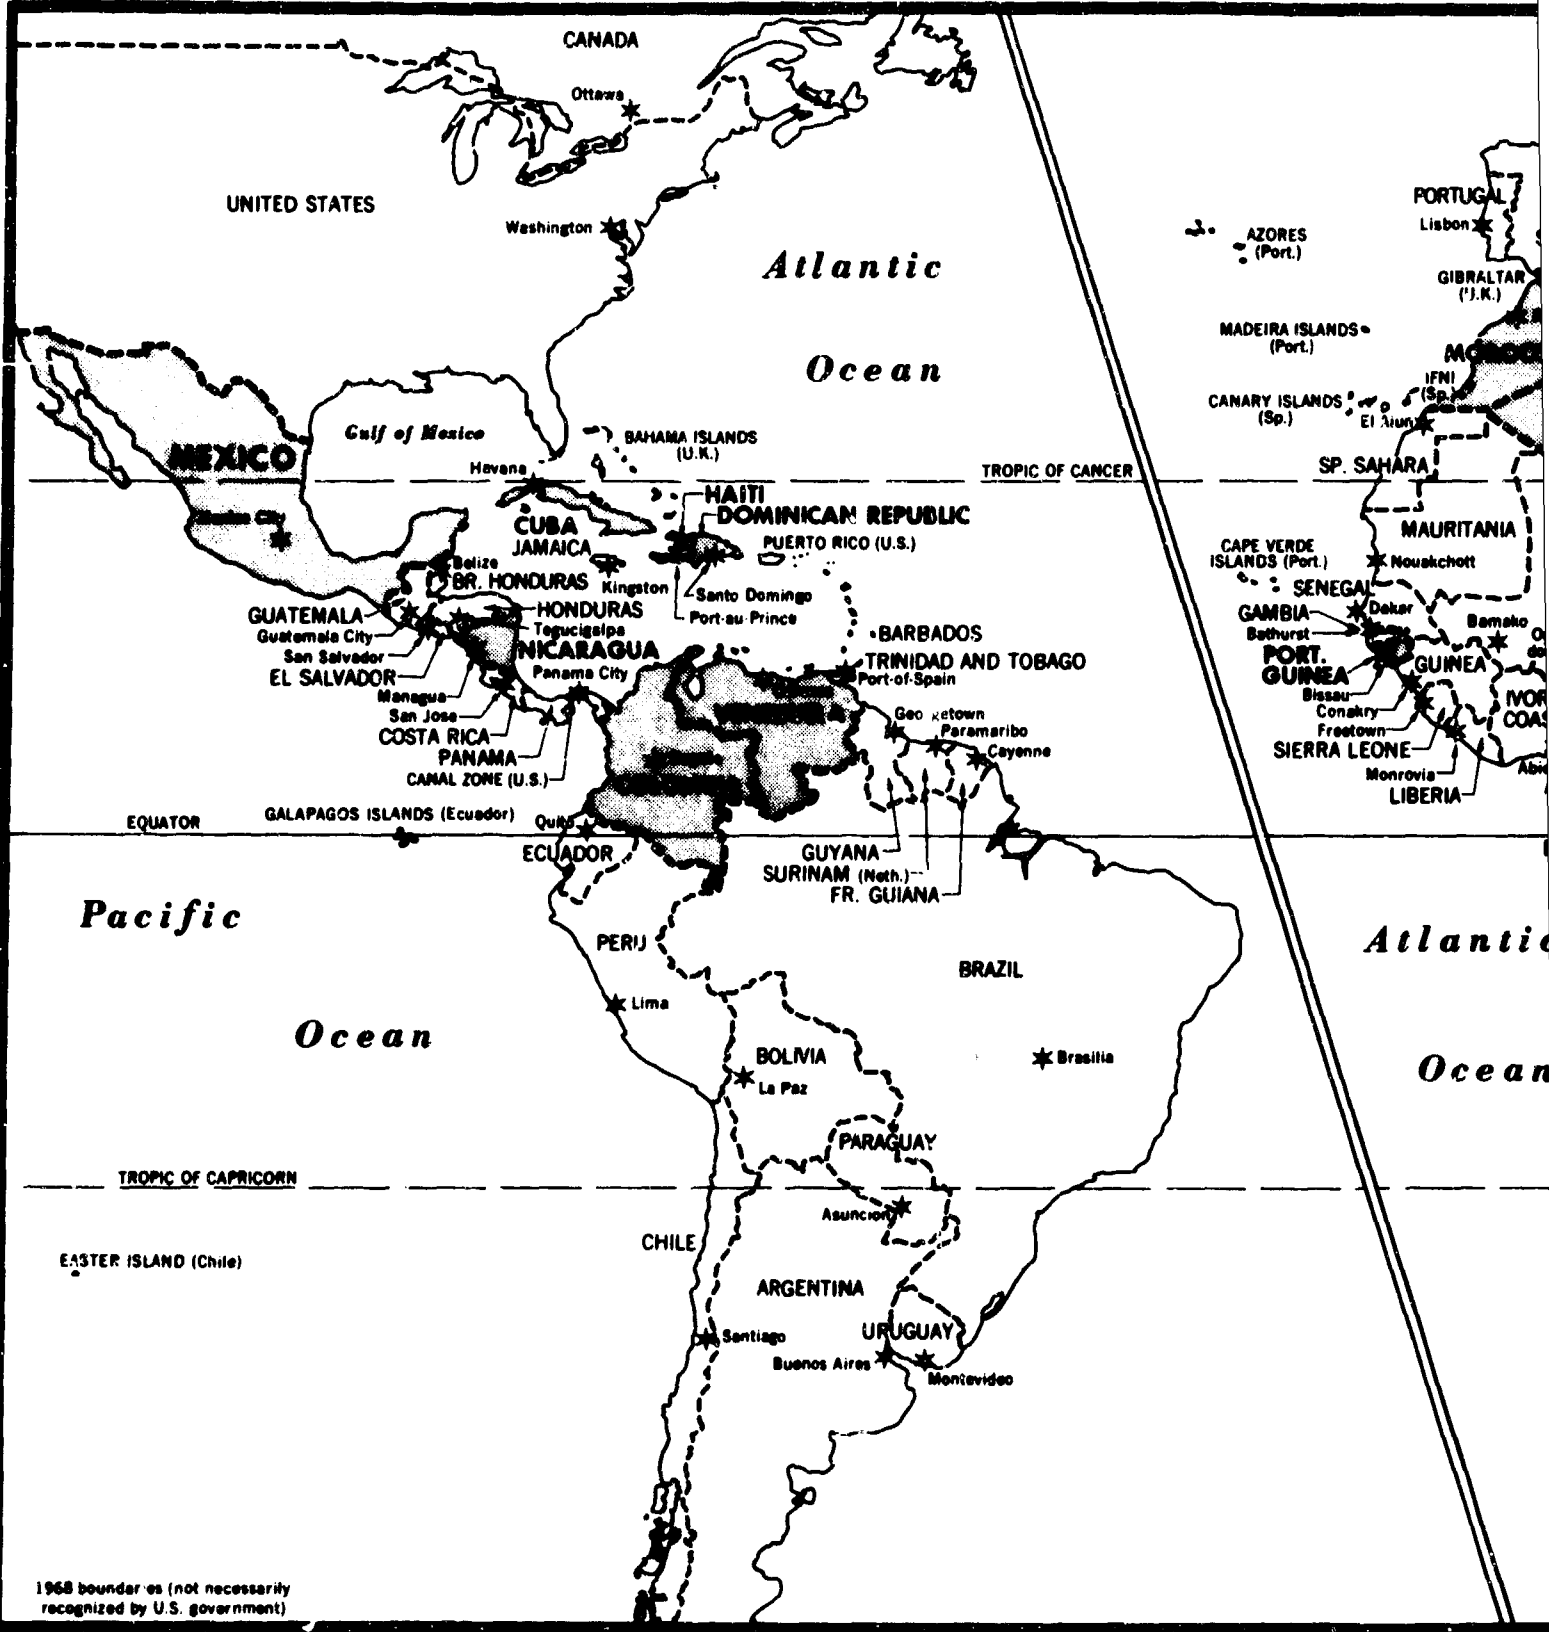 CANADA
Ottawa
UNITED STATES
Washington
Atlantic
Ocean
PORTUGAL
Lisbon
AZORES
(Port.)
GIBRALTAR
MADEIRA ISLANDS
(Port.)
IFNI
(Sp.)
CANARY ISLANDS
(Sp.)
MEXICO
Gulf of Mexico
BAHAMA ISLANDS
(U.K.)
Havana
TROPIC OF CANCER
SP. SAHARA
HAITI
DOMINICAN REPUBLIC
Mexico City
CUBA
JAMAICA
PUERTO RICO (U.S.)
MAURITANIA
CAPE VERDE
ISLANDS (Port.)
Nouakchott
Belize
BR. HONDURAS
Kingston
Santo Domingo
Port-au-Prince
SENEGAL
GAMBIA
Dakar
Bathurst
Bamako
GUATEMALA
HONDURAS
Guatemala City
Tegucigalpa
San Salvador
NICARAGUA
BARBADOS
EL SALVADOR
Panama City
TRINIDAD AND TOBAGO
Port-of-Spain
PORT.
GUINEA
GUINEA
Bissau
Conakry
Managua
San Jose
COSTA RICA
PANAMA
CANAL ZONE (U.S.)
Paramaribo
Cayenne
Freetown
SIERRA LEONE
Monrovia
LIBERIA
EQUATOR
GALAPAGOS ISLANDS (Ecuador)
Quito
ECUADOR
GUYANA
SURINAM (Neth.)
FR. GUIANA
Pacific
Ocean
PERU
BRAZIL
Lima
BOLIVIA
La Paz
Brasilia
Ocean
PARAGUAY
TROPIC OF CAPRICORN
Asuncion
CHILE
EASTER ISLAND (Chile)
ARGENTINA
URUGUAY
Santiago
Buenos Aires
Montevideo
1968 boundaries (not necessarily
recognized by U.S. government)